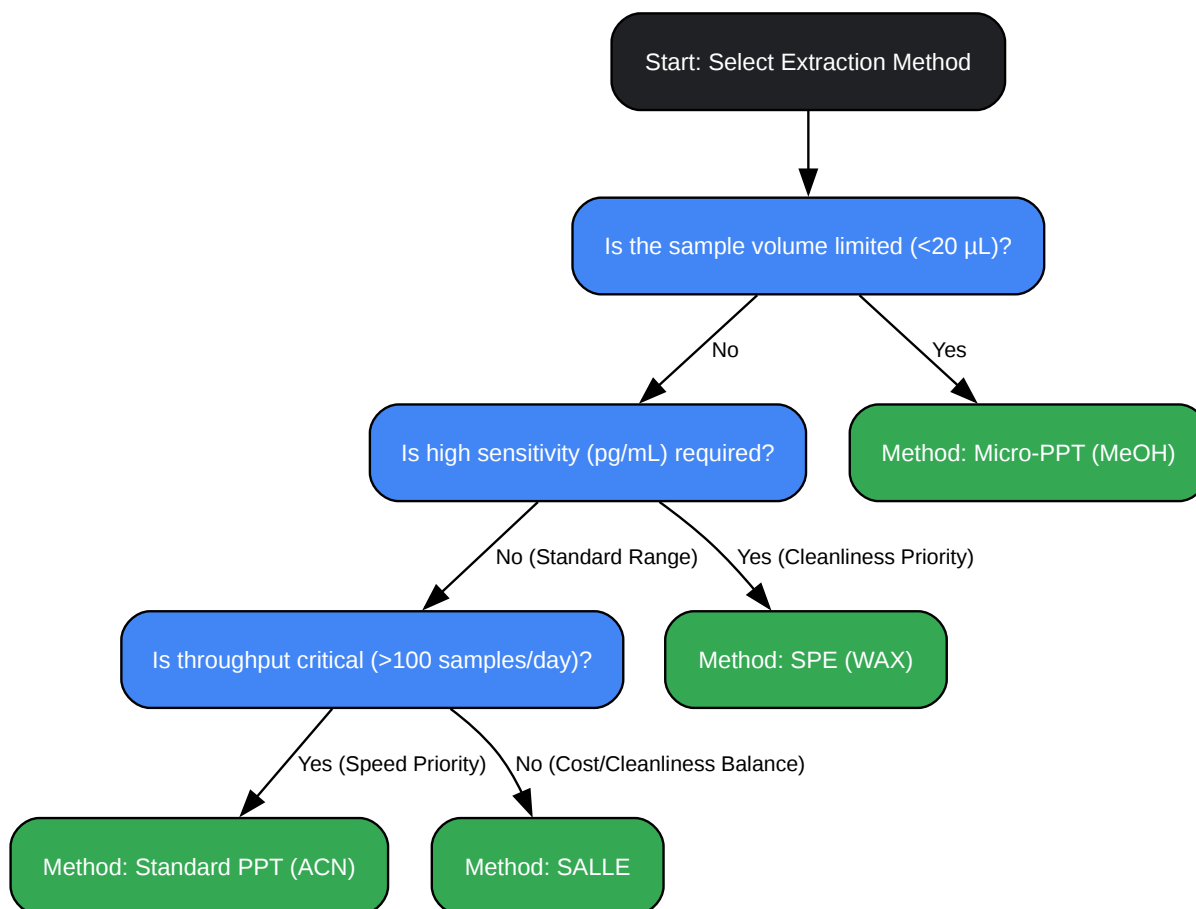 Start: Select Extraction Method
Is the sample volume limited (<20 µL)?
No
Yes
Is high sensitivity (pg/mL) required?
Method: Micro-PPT (MeOH)
No (Standard Range)
Yes (Cleanliness Priority)
Is throughput critical (>100 samples/day)?
Method: SPE (WAX)
Yes (Speed Priority)
No (Cost/Cleanliness Balance)
Method: Standard PPT (ACN)
Method: SALLE